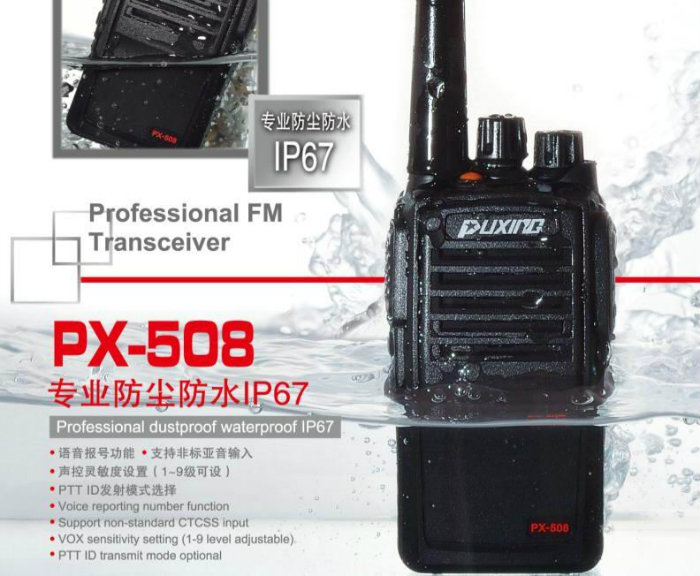 PX-508
专业防尘防水
IP67
Professional FM
Transceiver
PUXING
PX-508
专业防尘防水IP67
Professional dustproof waterproof IP67
• 语音报号功能 • 支持非标亚音输入
• 声控灵敏度设置（1~9级可设）
• PTT ID发射模式选择
• Voice reporting number function
• Support non-standard CTCSS input
• VOX sensitivity setting (1-9 level adjustable).
• PTT ID transmit mode optional
PX-508